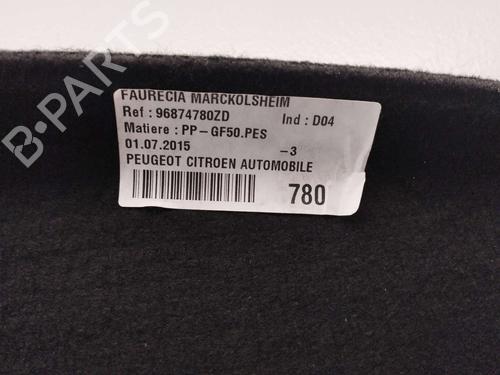 FAURECIA MARCKOLSHEIM
Ref : 96874780ZD Ind : D04
Matiere : PP-GF50.PES
01.07.2015 -3
PEUGEOT CITROEN AUTOMOBILE
780
B-PARTS